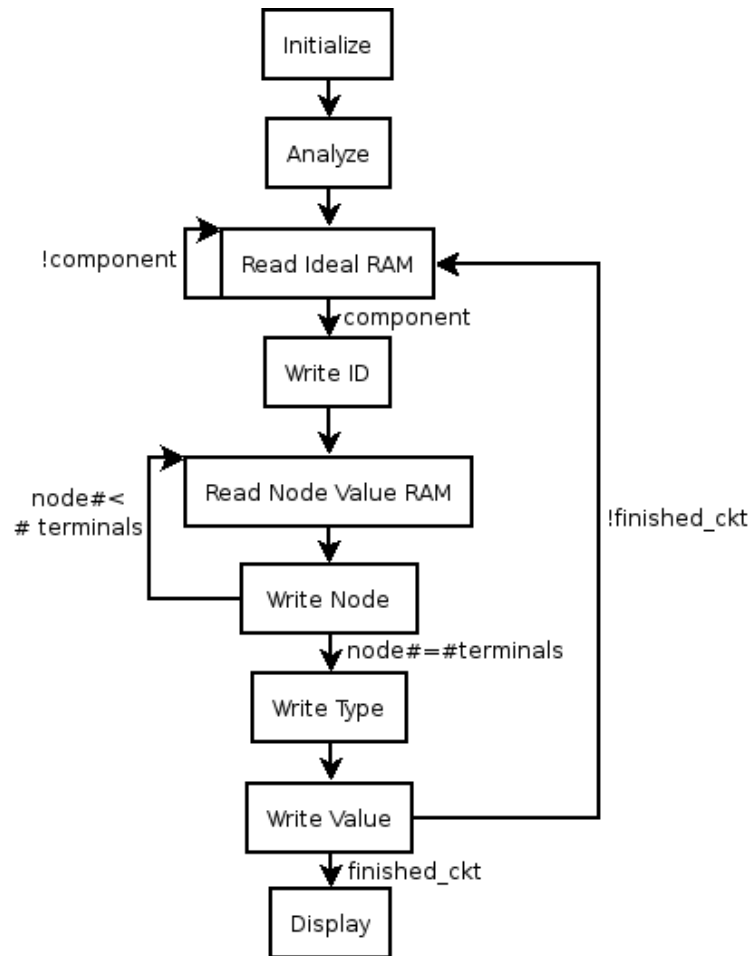 Initialize
Analyze
!component
Read Ideal RAM
component
Write ID
node#<
# terminals
Read Node Value RAM
!finished_ckt
Write Node
node#=#terminals
Write Type
Write Value
finished_ckt
Display